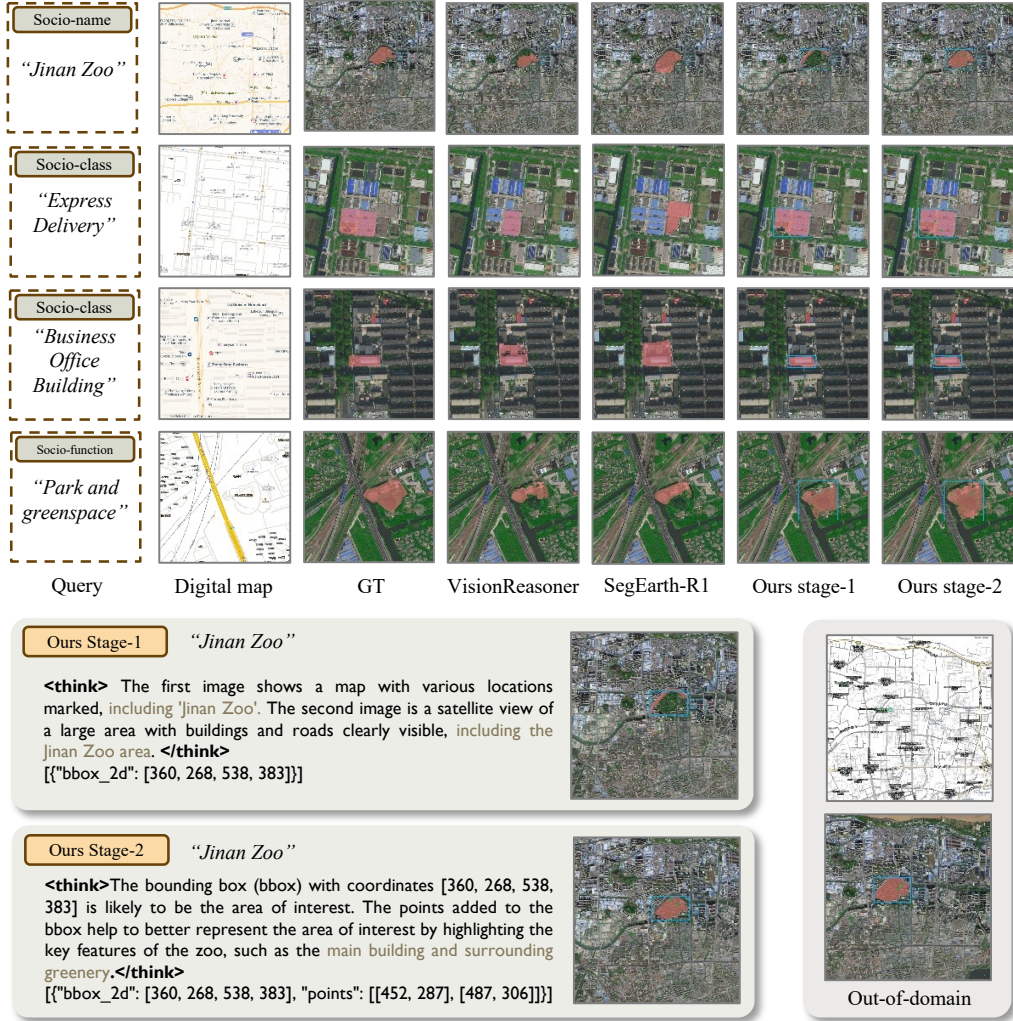 Socio-name
“Jinan Zoo”
Socio-class
“Express
Delivery”
Socio-class
“Business
Office
Building”
Socio-function
“Park and
greenspace”
Query
Digital map
GT
VisionReasoner
SegEarth-R1
Ours stage-1
Ours stage-2
Ours Stage-1
“Jinan Zoo”
<think> The first image shows a map with various locations
marked, including 'Jinan Zoo'. The second image is a satellite view of
a large area with buildings and roads clearly visible, including the
Jinan Zoo area. </think>
[{"bbox_2d": [360, 268, 538, 383]}]
Ours Stage-2
“Jinan Zoo”
<think>The bounding box (bbox) with coordinates [360, 268, 538,
383] is likely to be the area of interest. The points added to the
bbox help to better represent the area of interest by highlighting the
key features of the zoo, such as the main building and surrounding
greenery.</think>
[{"bbox_2d": [360, 268, 538, 383], "points": [[452, 287], [487, 306]]}]
Out-of-domain